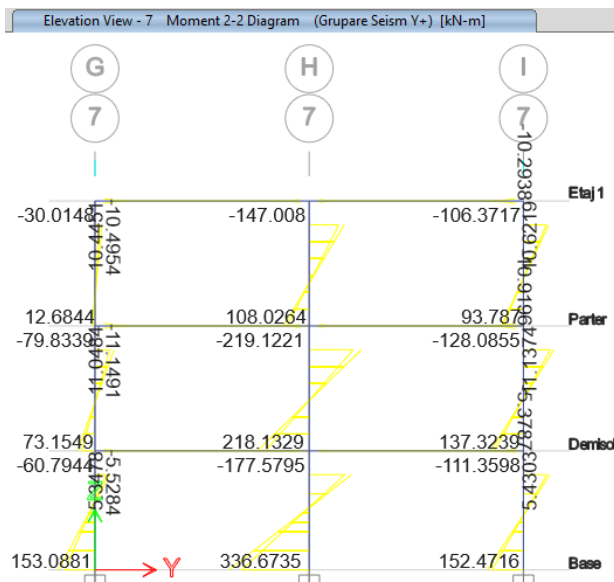 Elevation View - 7 Moment 2-2 Diagram (Grupare Seism Y+) [kN-m]
G H I
7 7 7
Etaj 1
-30.0148 -147.008 -106.3717
-10.4954
12.6844 108.0264 93.787
Parter
-79.8339 -219.1221 -128.0855
-11.1491
73.1549 218.1329 137.3239
Demisol
-60.7944 -177.5795 -111.3598
-5.5284
153.0881 336.6735 152.4716
Base
Y